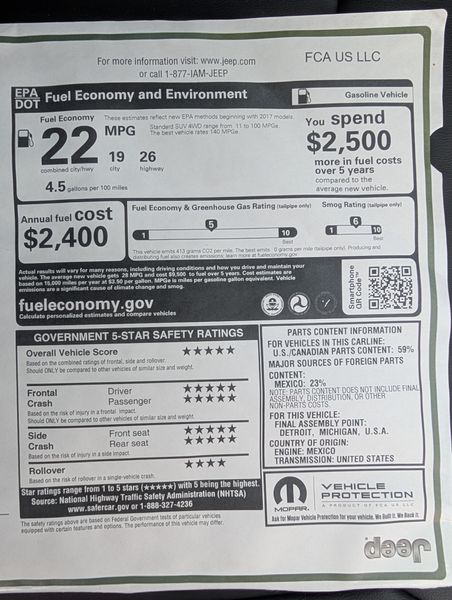 For more information visit: www.jeep.com
or call 1-877-IAM-JEEP
FCA US LLC
EPA
DOT
Fuel Economy and Environment
Gasoline Vehicle
Fuel Economy
These estimates reflect new EPA methods beginning with 2017 models.
22 MPG
Standard SUV 4WD range from 11 to 100 MPGe.
The best vehicle rates 140 MPGe.
19 26
combined city/hwy city highway
4.5 gallons per 100 miles
You spend
$2,500
more in fuel costs
over 5 years
compared to the
average new vehicle.
Annual fuel cost
$2,400
Fuel Economy & Greenhouse Gas Rating (tailpipe only)
Smog Rating (tailpipe only)
5
1 10
Best
6
1 10
Best
This vehicle emits 413 grams CO2 per mile. The best emits 0 grams per mile (tailpipe only). Producing and
distributing fuel also creates emissions; learn more at fueleconomy.gov
Actual results will vary for many reasons, including driving conditions and how you drive and maintain your
vehicle. The average new vehicle gets 28 MPG and cost $9,500 to fuel over 5 years. Cost estimates are
based on 15,000 miles per year at $3.50 per gallon. MPGe is miles per gasoline gallon equivalent. Vehicle
emissions are a significant cause of climate change and smog.
fueleconomy.gov
Calculate personalized estimates and compare vehicles
Smartphone
QR Code™
GOVERNMENT 5-STAR SAFETY RATINGS
Overall Vehicle Score ★★★★★
Based on the combined ratings of frontal, side and rollover.
Should ONLY be compared to other vehicles of similar size and weight.
Frontal Driver ★★★★★
Crash Passenger ★★★★★
Based on the risk of injury in a frontal impact.
Should ONLY be compared to other vehicles of similar size and weight.
Side Front seat ★★★★★
Crash Rear seat ★★★★★
Based on the risk of injury in a side impact.
Rollover ★★★★
Based on the risk of rollover in a single-vehicle crash.
Star ratings range from 1 to 5 stars (★★★★★) with 5 being the highest.
Source: National Highway Traffic Safety Administration (NHTSA)
www.safercar.gov or 1-888-327-4236
The safety ratings above are based on Federal Government tests of particular vehicles
equipped with certain features and options. The performance of this vehicle may differ.
PARTS CONTENT INFORMATION
FOR VEHICLES IN THIS CARLINE:
U.S./CANADIAN PARTS CONTENT: 59%
MAJOR SOURCES OF FOREIGN PARTS
CONTENT:
MEXICO: 23%
NOTE: PARTS CONTENT DOES NOT INCLUDE FINAL
ASSEMBLY, DISTRIBUTION, OR OTHER
NON-PARTS COSTS.
FOR THIS VEHICLE:
FINAL ASSEMBLY POINT:
DETROIT, MICHIGAN, U.S.A.
COUNTRY OF ORIGIN:
ENGINE: MEXICO
TRANSMISSION: UNITED STATES
MOPAR.
VEHICLE
PROTECTION
A PRODUCT OF FCA US LLC
Ask for Mopar Vehicle Protection for your vehicle. We Built It. We Back It.
Jeep